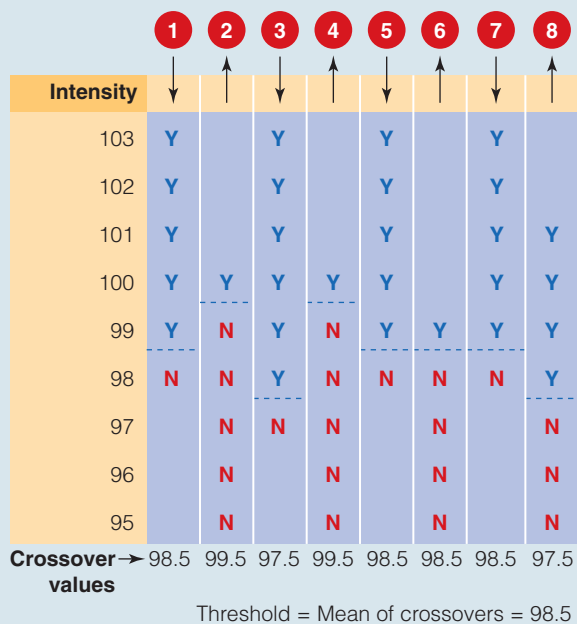 1 2 3 4 5 6 7 8
Intensity
103 Y Y Y Y
102 Y Y Y Y
101 Y Y Y Y Y
100 Y Y Y Y Y Y Y
99 Y N Y N Y Y Y Y
98 N N Y N N N N Y
97 N N N N N
96 N N N N
95 N N N N
Crossover 98.5 99.5 97.5 99.5 98.5 98.5 98.5 97.5
values
Threshold = Mean of crossovers = 98.5